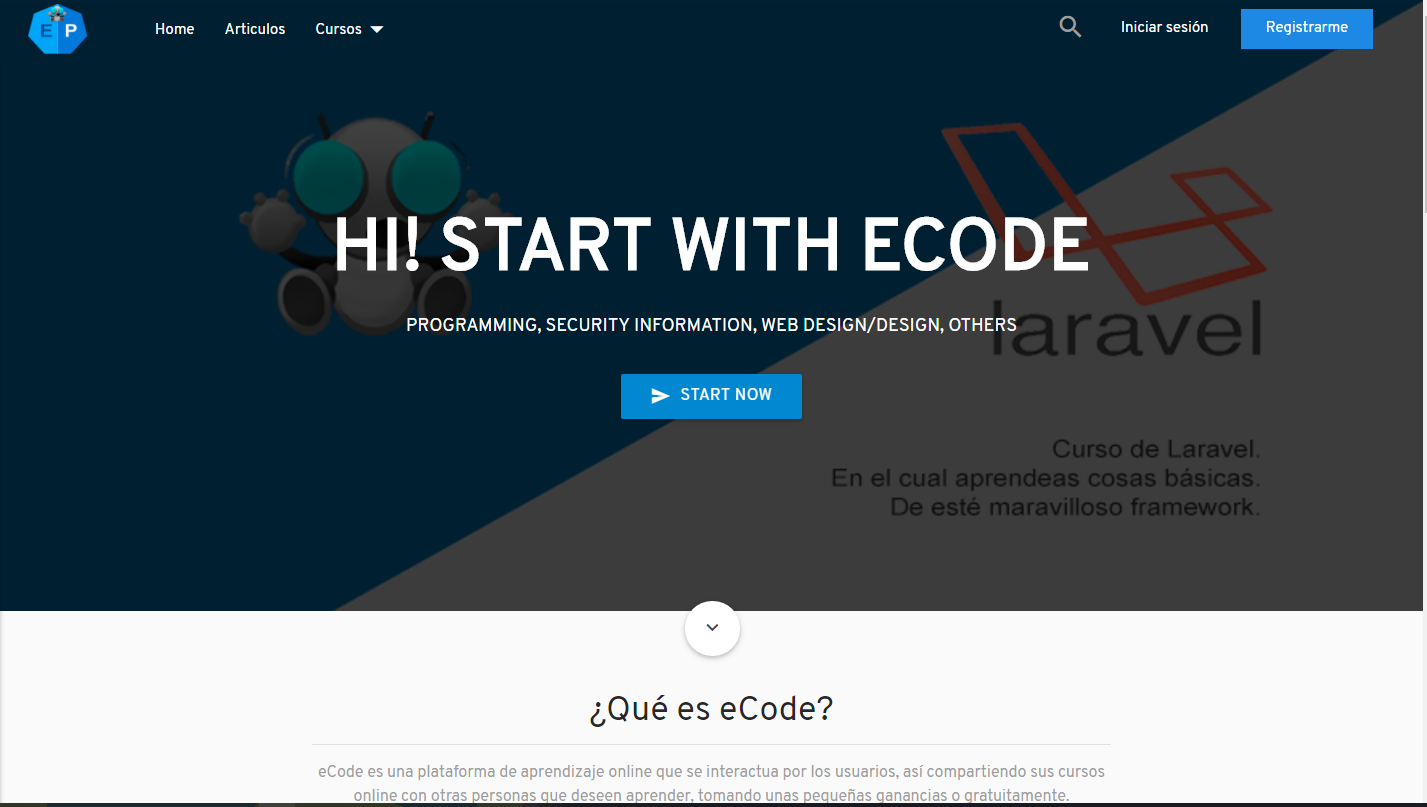 EP
Home
Articulos
Cursos
Iniciar sesión
Registrarme
HI! START WITH ECODE
PROGRAMMING, SECURITY INFORMATION, WEB DESIGN/DESIGN, OTHERS
laravel
START NOW
Curso de Laravel.
En el cual aprendeas cosas básicas.
De esté maravilloso framework.
¿Qué es eCode?
eCode es una plataforma de aprendizaje online que se interactua por los usuarios, así compartiendo sus cursos
online con otras personas que deseen aprender, tomando unas pequeñas ganancias o gratuitamente.